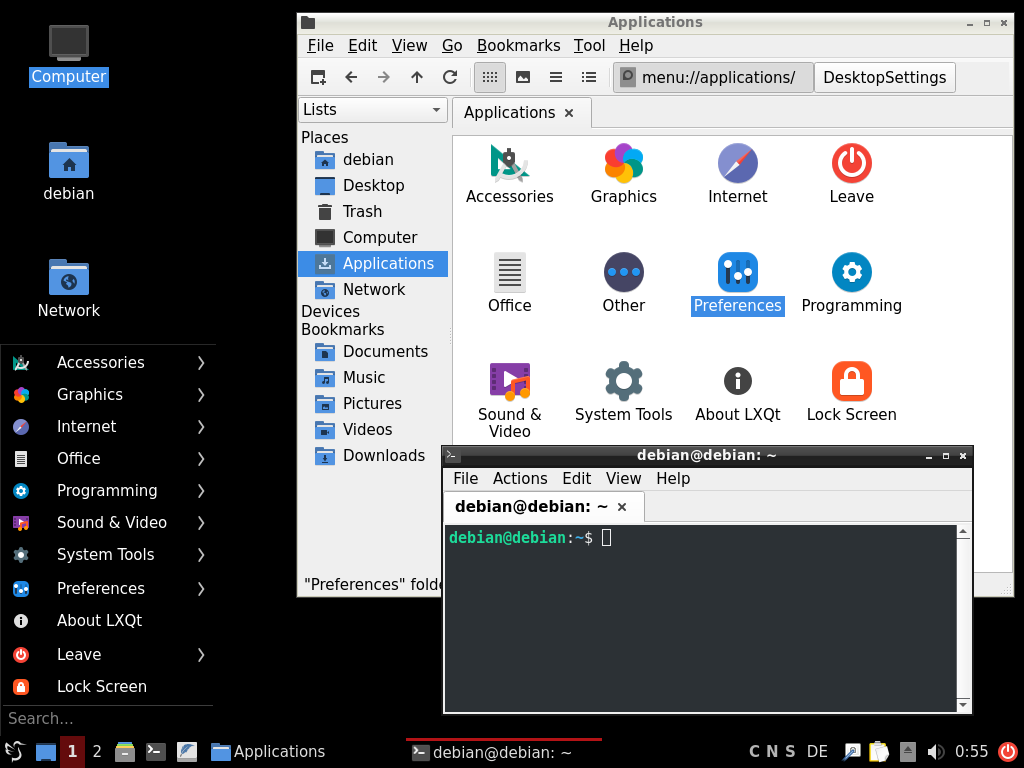 Computer
debian
Network
Applications
File Edit View Go Bookmarks Tool Help
menu://applications/ DesktopSettings
Lists
Applications
Places
debian
Desktop
Trash
Computer
Applications
Network
Devices
Bookmarks
Documents
Music
Pictures
Videos
Downloads
Accessories Graphics Internet Leave
Office Other Preferences Programming
Sound & Video System Tools About LXQt Lock Screen
"Preferences" folde
debian@debian: ~
File Actions Edit View Help
debian@debian: ~
debian@debian:~$
Accessories
Graphics
Internet
Office
Programming
Sound & Video
System Tools
Preferences
About LXQt
Leave
Lock Screen
Search...
1 2 Applications debian@debian: ~ C N S DE 0:55